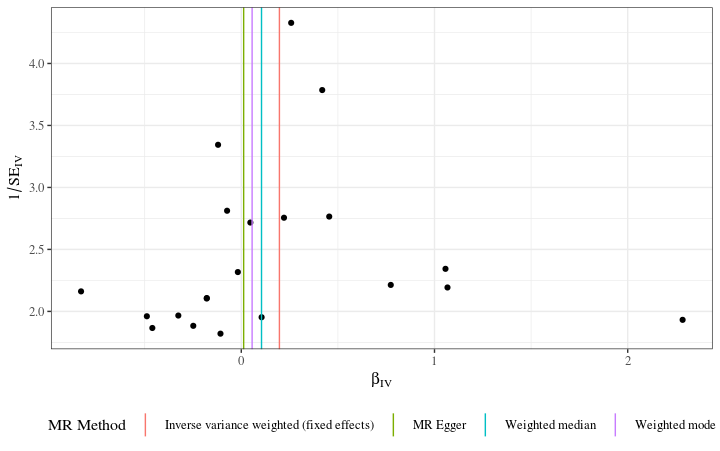 4.0
3.5
3.0
2.5
2.0
1/SE_IV
0 1 2
β_IV
MR Method Inverse variance weighted (fixed effects) MR Egger Weighted median Weighted mode